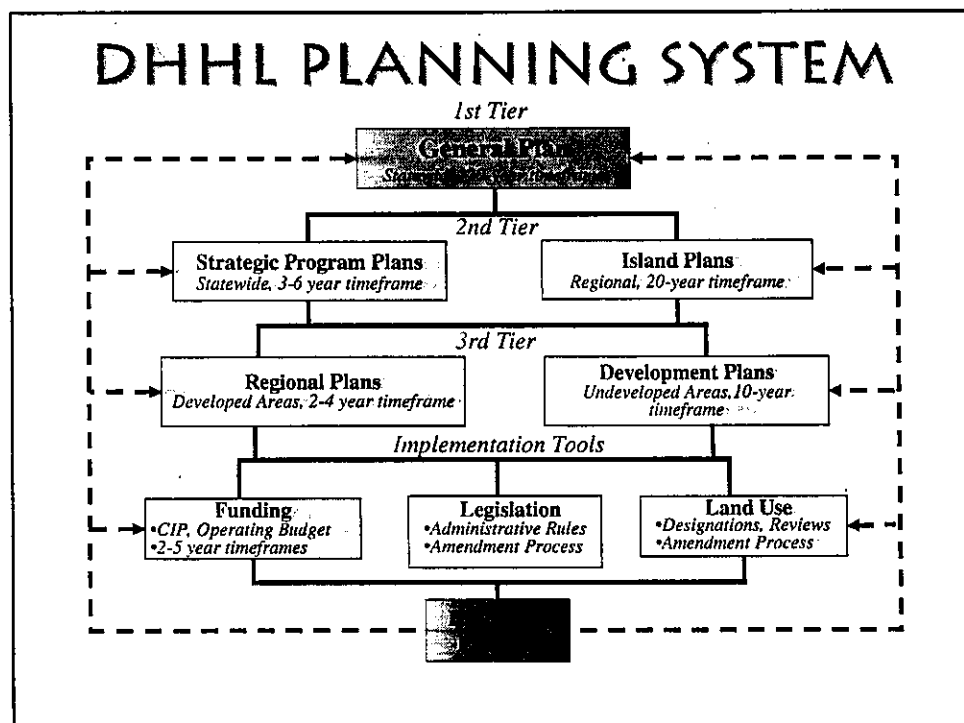 DHHL PLANNING SYSTEM
1st Tier
General Plan
2nd Tier
Strategic Program Plans
Statewide, 3-6 year timeframe
Island Plans
Regional, 20-year timeframe
3rd Tier
Regional Plans
Developed Areas, 2-4 year timeframe
Development Plans
Undeveloped Areas, 10-year
timeframe
Implementation Tools
Funding
•CIP, Operating Budget
•2-5 year timeframes
Legislation
•Administrative Rules
•Amendment Process
Land Use
•Designations, Reviews
•Amendment Process